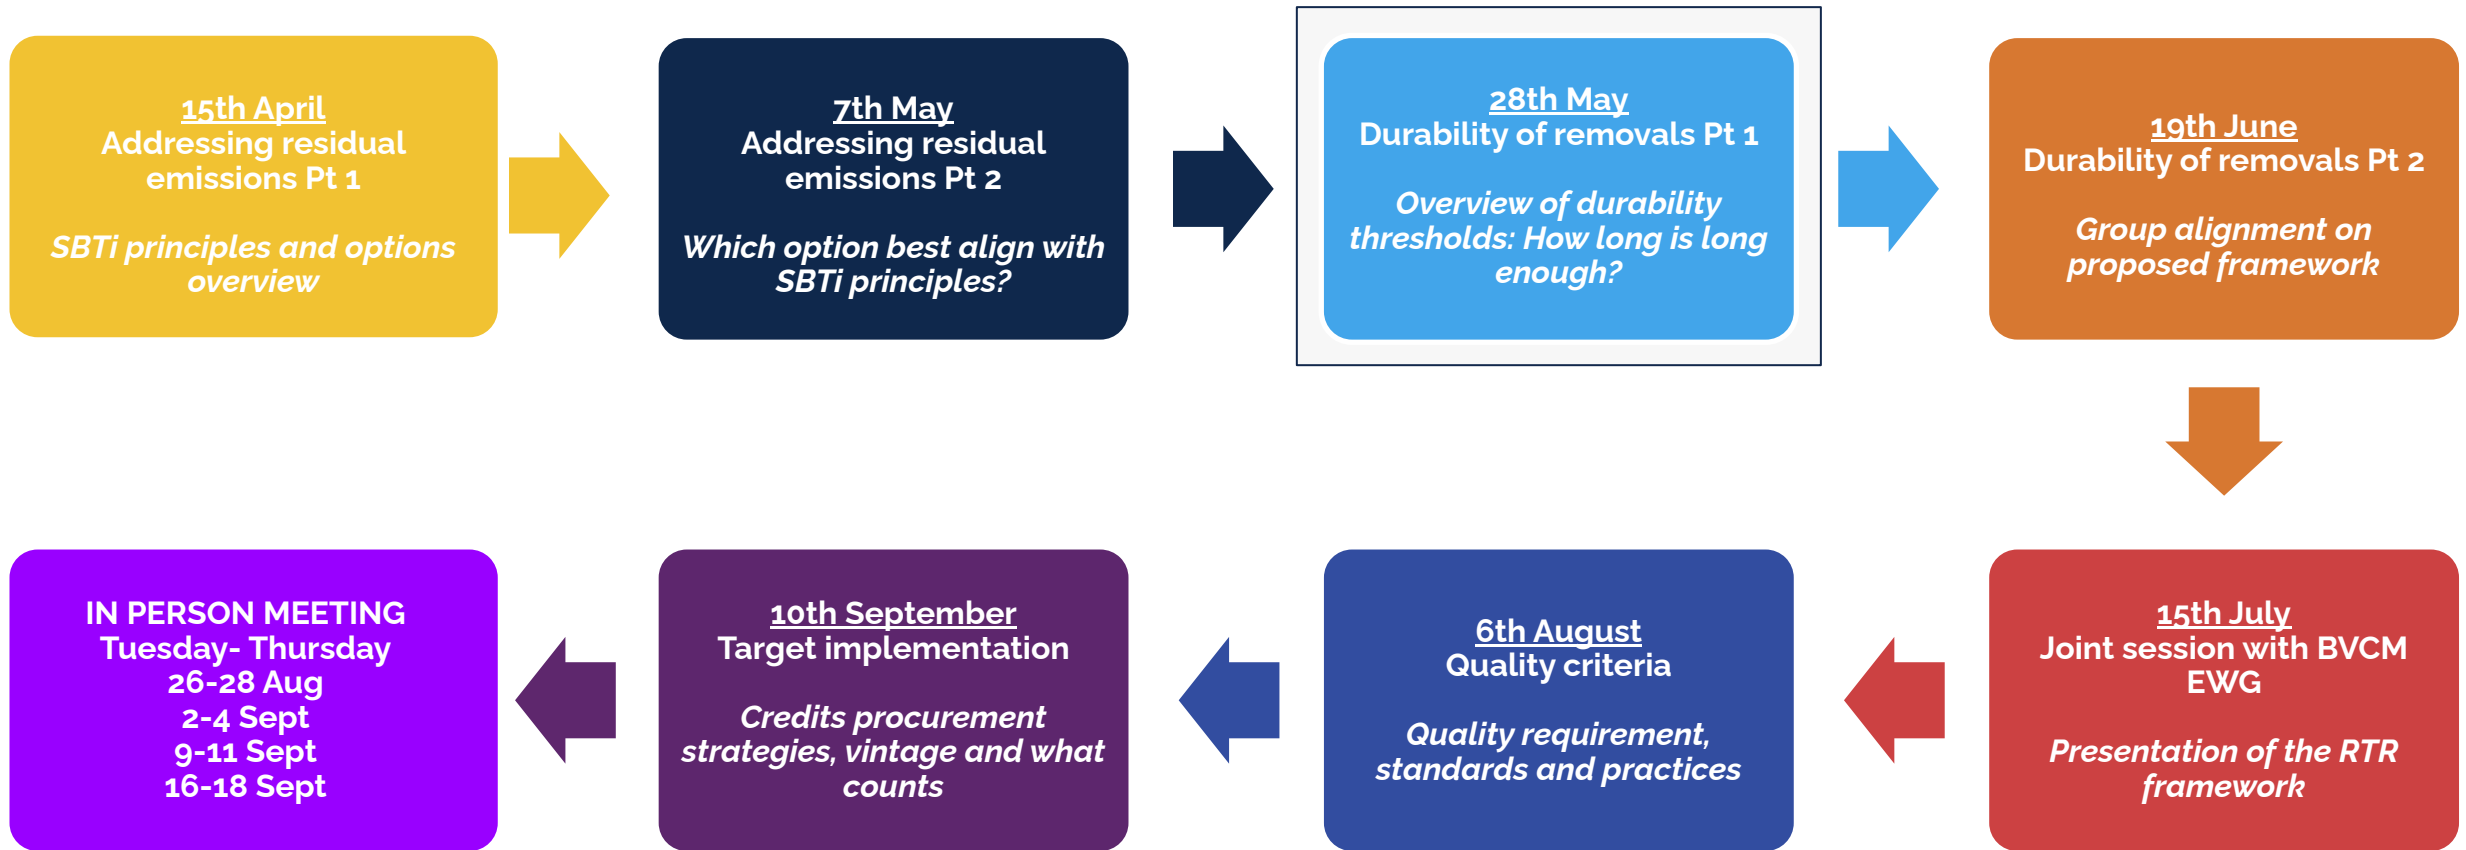 15th April
Addressing residual
emissions Pt 1
SBTi principles and options
overview
7th May
Addressing residual
emissions Pt 2
Which option best align with
SBTi principles?
28th May
Durability of removals Pt 1
Overview of durability
thresholds: How long is long
enough?
19th June
Durability of removals Pt 2
Group alignment on
proposed framework
15th July
Joint session with BVCM
EWG
Presentation of the RTR
framework
6th August
Quality criteria
Quality requirement,
standards and practices
10th September
Target implementation
Credits procurement
strategies, vintage and what
counts
IN PERSON MEETING
Tuesday- Thursday
26-28 Aug
2-4 Sept
9-11 Sept
16-18 Sept